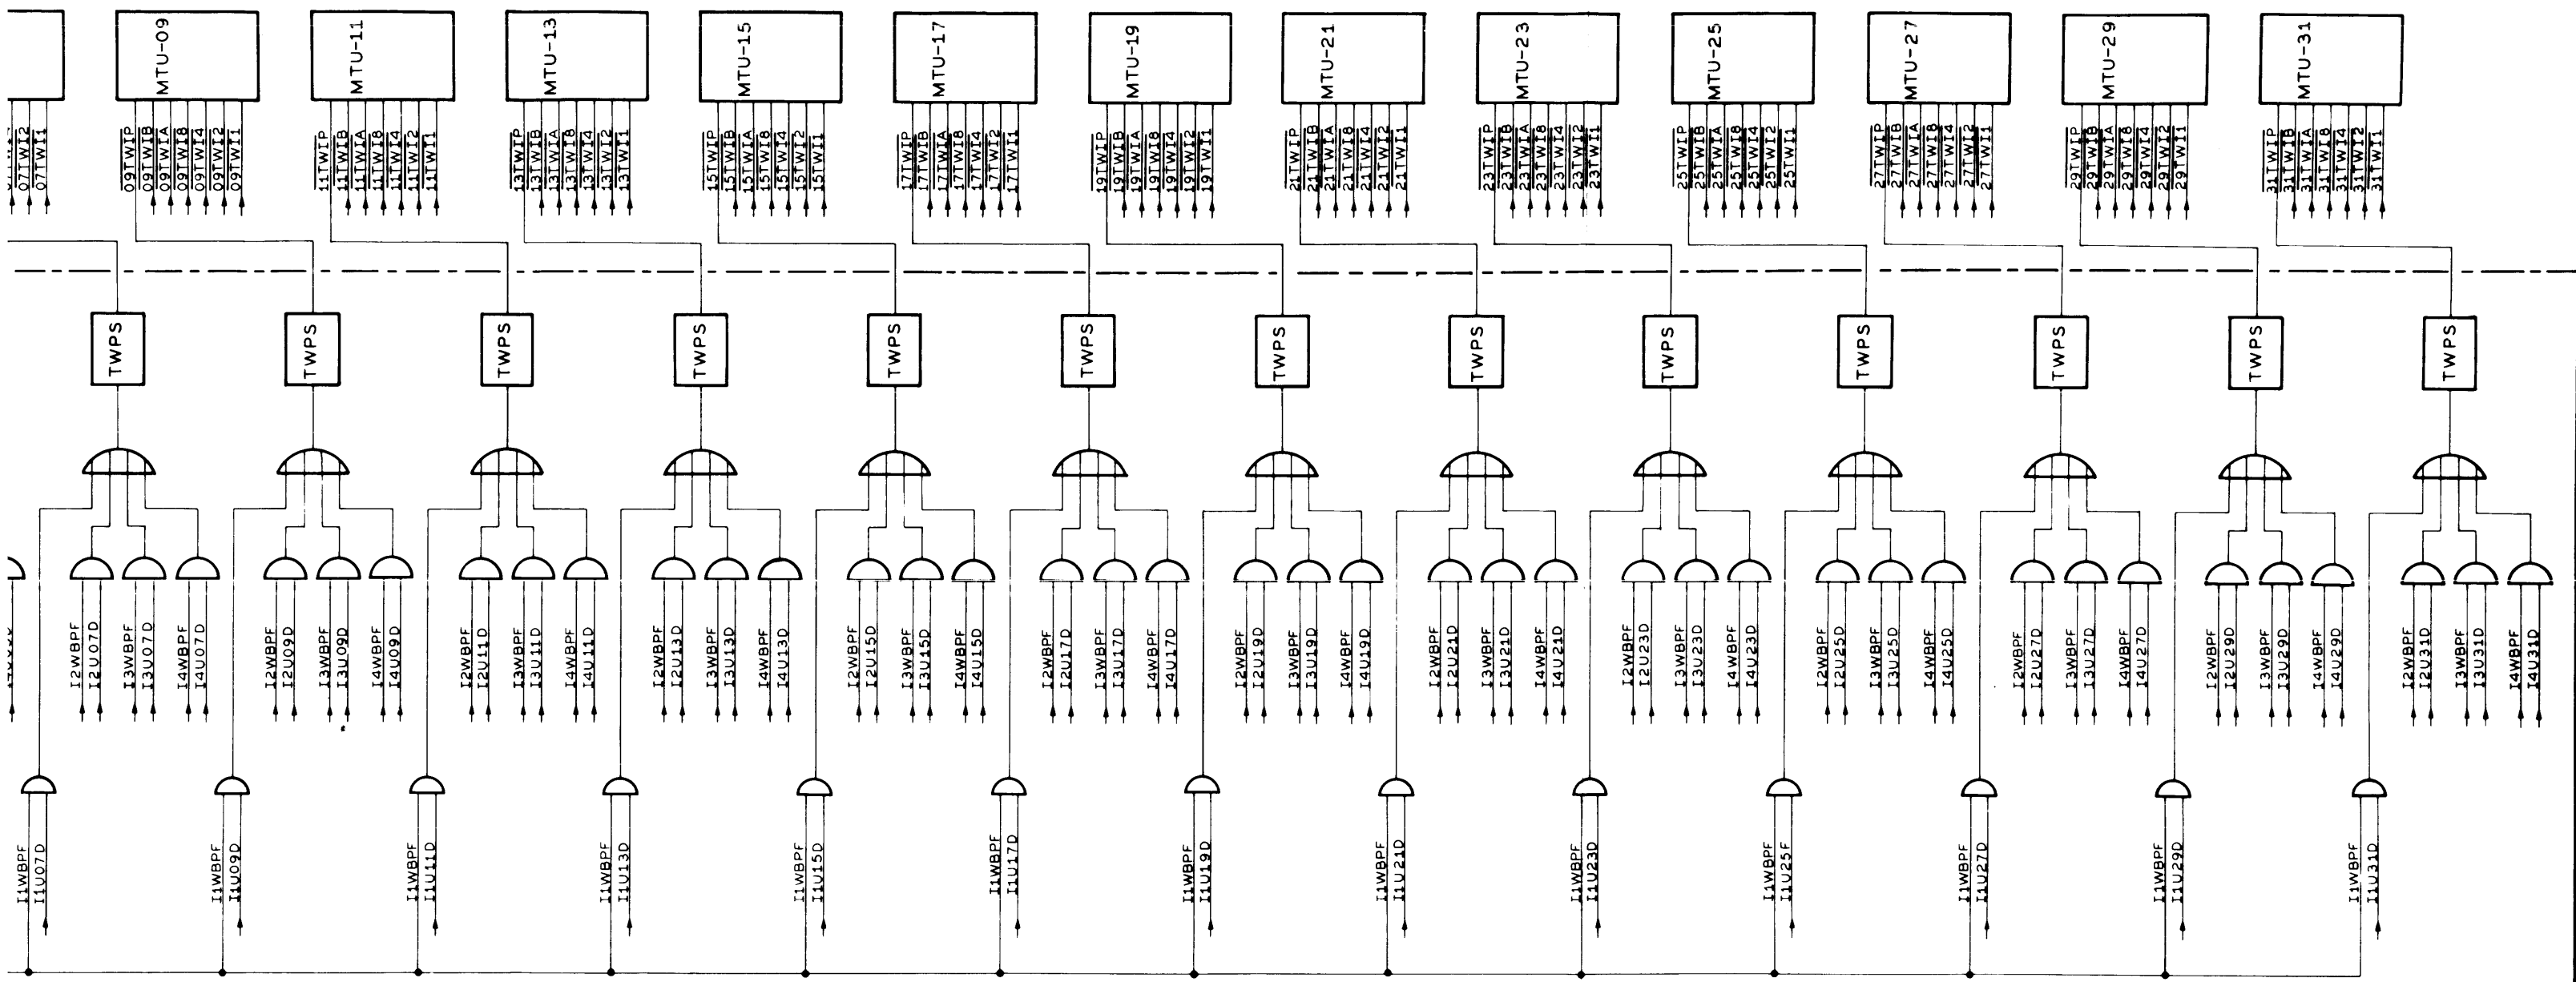 MTU-09
MTU-11
MTU-13
MTU-15
MTU-17
MTU-19
MTU-21
MTU-23
MTU-25
MTU-27
MTU-29
MTU-31
07TWI2
07TWI1
09TWIP
09TWIB
09TWIA
09TWI8
09TWI4
09TWI2
09TWI1
11TWIP
11TWIB
11TWIA
11TWI8
11TWI4
11TWI2
11TWI1
13TWIP
13TWIB
13TWIA
13TWI8
13TWI4
13TWI2
13TWI1
15TWIP
15TWIB
15TWIA
15TWI8
15TWI4
15TWI2
15TWI1
17TWIP
17TWIB
17TWIA
17TWI8
17TWI4
17TWI2
17TWI1
19TWIP
19TWIB
19TWIA
19TWI8
19TWI4
19TWI2
19TWI1
21TWIP
21TWIB
21TWIA
21TWI8
21TWI4
21TWI2
21TWI1
23TWIP
23TWIB
23TWIA
23TWI8
23TWI4
23TWI2
23TWI1
25TWIP
25TWIB
25TWIA
25TWI8
25TWI4
25TWI2
25TWI1
27TWIP
27TWIB
27TWIA
27TWI8
27TWI4
27TWI2
27TWI1
29TWIP
29TWIB
29TWIA
29TWI8
29TWI4
29TWI2
29TWI1
31TWIP
31TWIB
31TWIA
31TWI8
31TWI4
31TWI2
31TWI1
TWPS
TWPS
TWPS
TWPS
TWPS
TWPS
TWPS
TWPS
TWPS
TWPS
TWPS
TWPS
TWPS
I2WBPF
I2U07D
I3WBPF
I3U07D
I4WBPF
I4U07D
I2WBPF
I2U09D
I3WBPF
I3U09D
I4WBPF
I4U09D
I2WBPF
I2U11D
I3WBPF
I3U11D
I4WBPF
I4U11D
I2WBPF
I2U13D
I3WBPF
I3U13D
I4WBPF
I4U13D
I2WBPF
I2U15D
I3WBPF
I3U15D
I4WBPF
I4U15D
I2WBPF
I2U17D
I3WBPF
I3U17D
I4WBPF
I4U17D
I2WBPF
I2U19D
I3WBPF
I3U19D
I4WBPF
I4U19D
I2WBPF
I2U21D
I3WBPF
I3U21D
I4WBPF
I4U21D
I2WBPF
I2U23D
I3WBPF
I3U23D
I4WBPF
I4U23D
I2WBPF
I2U25D
I3WBPF
I3U25D
I4WBPF
I4U25D
I2WBPF
I2U27D
I3WBPF
I3U27D
I4WBPF
I4U27D
I2WBPF
I2U29D
I3WBPF
I3U29D
I4WBPF
I4U29D
I2WBPF
I2U31D
I3WBPF
I3U31D
I4WBPF
I4U31D
I1WBPF
I1U07D
I1WBPF
I1U09D
I1WBPF
I1U11D
I1WBPF
I1U13D
I1WBPF
I1U15D
I1WBPF
I1U17D
I1WBPF
I1U19D
I1WBPF
I1U21D
I1WBPF
I1U23D
I1WBPF
I1U25F
I1WBPF
I1U27D
I1WBPF
I1U29D
I1WBPF
I1U31D